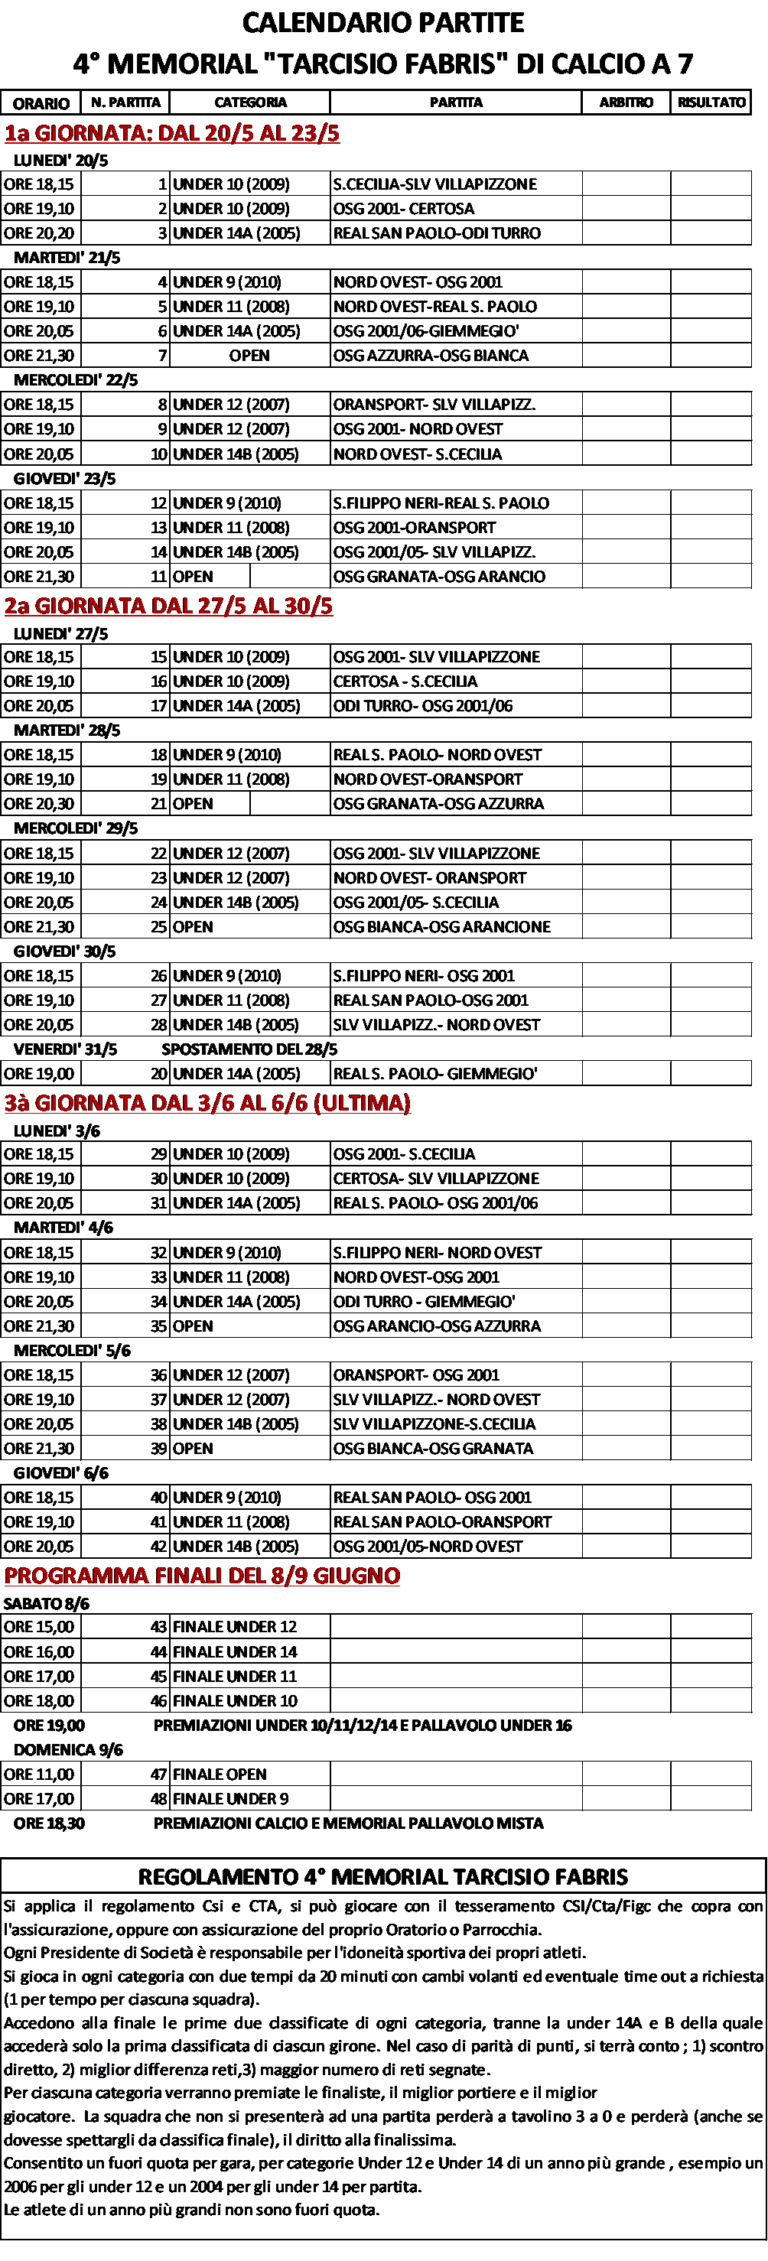 CALENDARIO PARTITE
4° MEMORIAL "TARCISIO FABRIS" DI CALCIO A 7
ORARIO N. PARTITA CATEGORIA PARTITA ARBITRO RISULTATO
1a GIORNATA: DAL 20/5 AL 23/5
LUNEDI' 20/5
ORE 18,15 1 UNDER 10 (2009) S.CECILIA-SLV VILLAPIZZONE
ORE 19,10 2 UNDER 10 (2009) OSG 2001- CERTOSA
ORE 20,20 3 UNDER 14A (2005) REAL SAN PAOLO-ODI TURRO
MARTEDI' 21/5
ORE 18,15 4 UNDER 9 (2010) NORD OVEST- OSG 2001
ORE 19,10 5 UNDER 11 (2008) NORD OVEST-REAL S. PAOLO
ORE 20,05 6 UNDER 14A (2005) OSG 2001/06-GIEMMEGIO'
ORE 21,30 7 OPEN OSG AZZURRA-OSG BIANCA
MERCOLEDI' 22/5
ORE 18,15 8 UNDER 12 (2007) ORANSPORT- SLV VILLAPIZZ.
ORE 19,10 9 UNDER 12 (2007) OSG 2001- NORD OVEST
ORE 20,05 10 UNDER 14B (2005) NORD OVEST- S.CECILIA
GIOVEDI' 23/5
ORE 18,15 12 UNDER 9 (2010) S.FILIPPO NERI-REAL S. PAOLO
ORE 19,10 13 UNDER 11 (2008) OSG 2001-ORANSPORT
ORE 20,05 14 UNDER 14B (2005) OSG 2001/05- SLV VILLAPIZZ.
ORE 21,30 11 OPEN OSG GRANATA-OSG ARANCIO
2a GIORNATA DAL 27/5 AL 30/5
LUNEDI' 27/5
ORE 18,15 15 UNDER 10 (2009) OSG 2001- SLV VILLAPIZZONE
ORE 19,10 16 UNDER 10 (2009) CERTOSA - S.CECILIA
ORE 20,05 17 UNDER 14A (2005) ODI TURRO- OSG 2001/06
MARTEDI' 28/5
ORE 18,15 18 UNDER 9 (2010) REAL S. PAOLO- NORD OVEST
ORE 19,10 19 UNDER 11 (2008) NORD OVEST-ORANSPORT
ORE 20,30 21 OPEN OSG GRANATA-OSG AZZURRA
MERCOLEDI' 29/5
ORE 18,15 22 UNDER 12 (2007) OSG 2001- SLV VILLAPIZZONE
ORE 19,10 23 UNDER 12 (2007) NORD OVEST- ORANSPORT
ORE 20,05 24 UNDER 14B (2005) OSG 2001/05- S.CECILIA
ORE 21,30 25 OPEN OSG BIANCA-OSG ARANCIONE
GIOVEDI' 30/5
ORE 18,15 26 UNDER 9 (2010) S.FILIPPO NERI- OSG 2001
ORE 19,10 27 UNDER 11 (2008) REAL SAN PAOLO-OSG 2001
ORE 20,05 28 UNDER 14B (2005) SLV VILLAPIZZ.- NORD OVEST
VENERDI' 31/5 SPOSTAMENTO DEL 28/5
ORE 19,00 20 UNDER 14A (2005) REAL S. PAOLO- GIEMMEGIO'
3à GIORNATA DAL 3/6 AL 6/6 (ULTIMA)
LUNEDI' 3/6
ORE 18,15 29 UNDER 10 (2009) OSG 2001- S.CECILIA
ORE 19,10 30 UNDER 10 (2009) CERTOSA- SLV VILLAPIZZONE
ORE 20,05 31 UNDER 14A (2005) REAL S. PAOLO- OSG 2001/06
MARTEDI' 4/6
ORE 18,15 32 UNDER 9 (2010) S.FILIPPO NERI- NORD OVEST
ORE 19,10 33 UNDER 11 (2008) NORD OVEST-OSG 2001
ORE 20,05 34 UNDER 14A (2005) ODI TURRO - GIEMMEGIO'
ORE 21,30 35 OPEN OSG ARANCIO-OSG AZZURRA
MERCOLEDI' 5/6
ORE 18,15 36 UNDER 12 (2007) ORANSPORT- OSG 2001
ORE 19,10 37 UNDER 12 (2007) SLV VILLAPIZZ.- NORD OVEST
ORE 20,05 38 UNDER 14B (2005) SLV VILLAPIZZONE-S.CECILIA
ORE 21,30 39 OPEN OSG BIANCA-OSG GRANATA
GIOVEDI' 6/6
ORE 18,15 40 UNDER 9 (2010) REAL SAN PAOLO- OSG 2001
ORE 19,10 41 UNDER 11 (2008) REAL SAN PAOLO-ORANSPORT
ORE 20,05 42 UNDER 14B (2005) OSG 2001/05-NORD OVEST
PROGRAMMA FINALI DEL 8/9 GIUGNO
SABATO 8/6
ORE 15,00 43 FINALE UNDER 12
ORE 16,00 44 FINALE UNDER 14
ORE 17,00 45 FINALE UNDER 11
ORE 18,00 46 FINALE UNDER 10
ORE 19,00 PREMIAZIONI UNDER 10/11/12/14 E PALLAVOLO UNDER 16
DOMENICA 9/6
ORE 11,00 47 FINALE OPEN
ORE 17,00 48 FINALE UNDER 9
ORE 18,30 PREMIAZIONI CALCIO E MEMORIAL PALLAVOLO MISTA
REGOLAMENTO 4° MEMORIAL TARCISIO FABRIS
Si applica il regolamento Csi e CTA, si può giocare con il tesseramento CSI/Cta/Figc che copra con
l'assicurazione, oppure con assicurazione del proprio Oratorio o Parrocchia.
Ogni Presidente di Società è responsabile per l'idoneità sportiva dei propri atleti.
Si gioca in ogni categoria con due tempi da 20 minuti con cambi volanti ed eventuale time out a richiesta
(1 per tempo per ciascuna squadra).
Accedono alla finale le prime due classificate di ogni categoria, tranne la under 14A e B della quale
accederà solo la prima classificata di ciascun girone. Nel caso di parità di punti, si terrà conto ; 1) scontro
diretto, 2) miglior differenza reti,3) maggior numero di reti segnate.
Per ciascuna categoria verranno premiate le finaliste, il miglior portiere e il miglior
giocatore. La squadra che non si presenterà ad una partita perderà a tavolino 3 a 0 e perderà (anche se
dovesse spettargli da classifica finale), il diritto alla finalissima.
Consentito un fuori quota per gara, per categorie Under 12 e Under 14 di un anno più grande , esempio un
2006 per gli under 12 e un 2004 per gli under 14 per partita.
Le atlete di un anno più grandi non sono fuori quota.